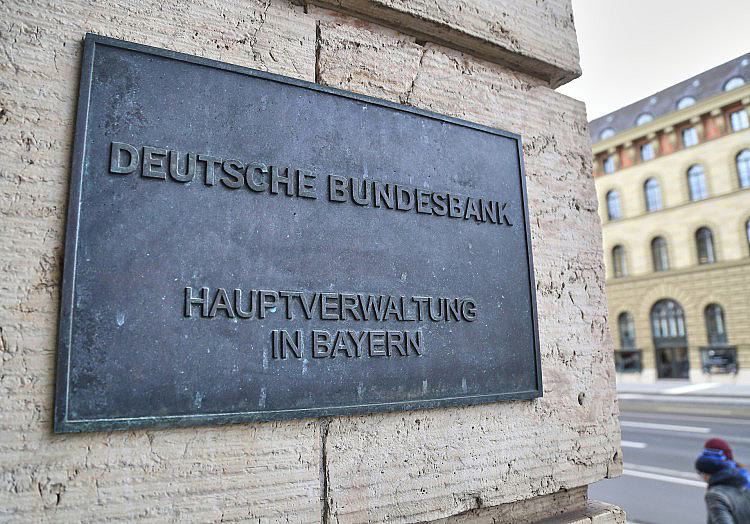 DEUTSCHE BUNDESBANK
HAUPTVERWALTUNG
IN BAYERN